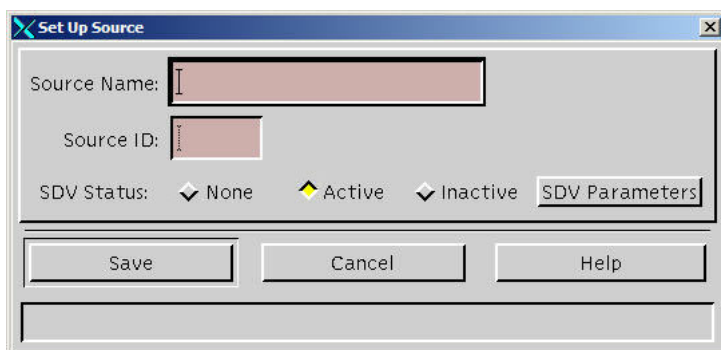 Set Up Source
Source Name:
Source ID:
SDV Status: None Active Inactive SDV Parameters
Save Cancel Help